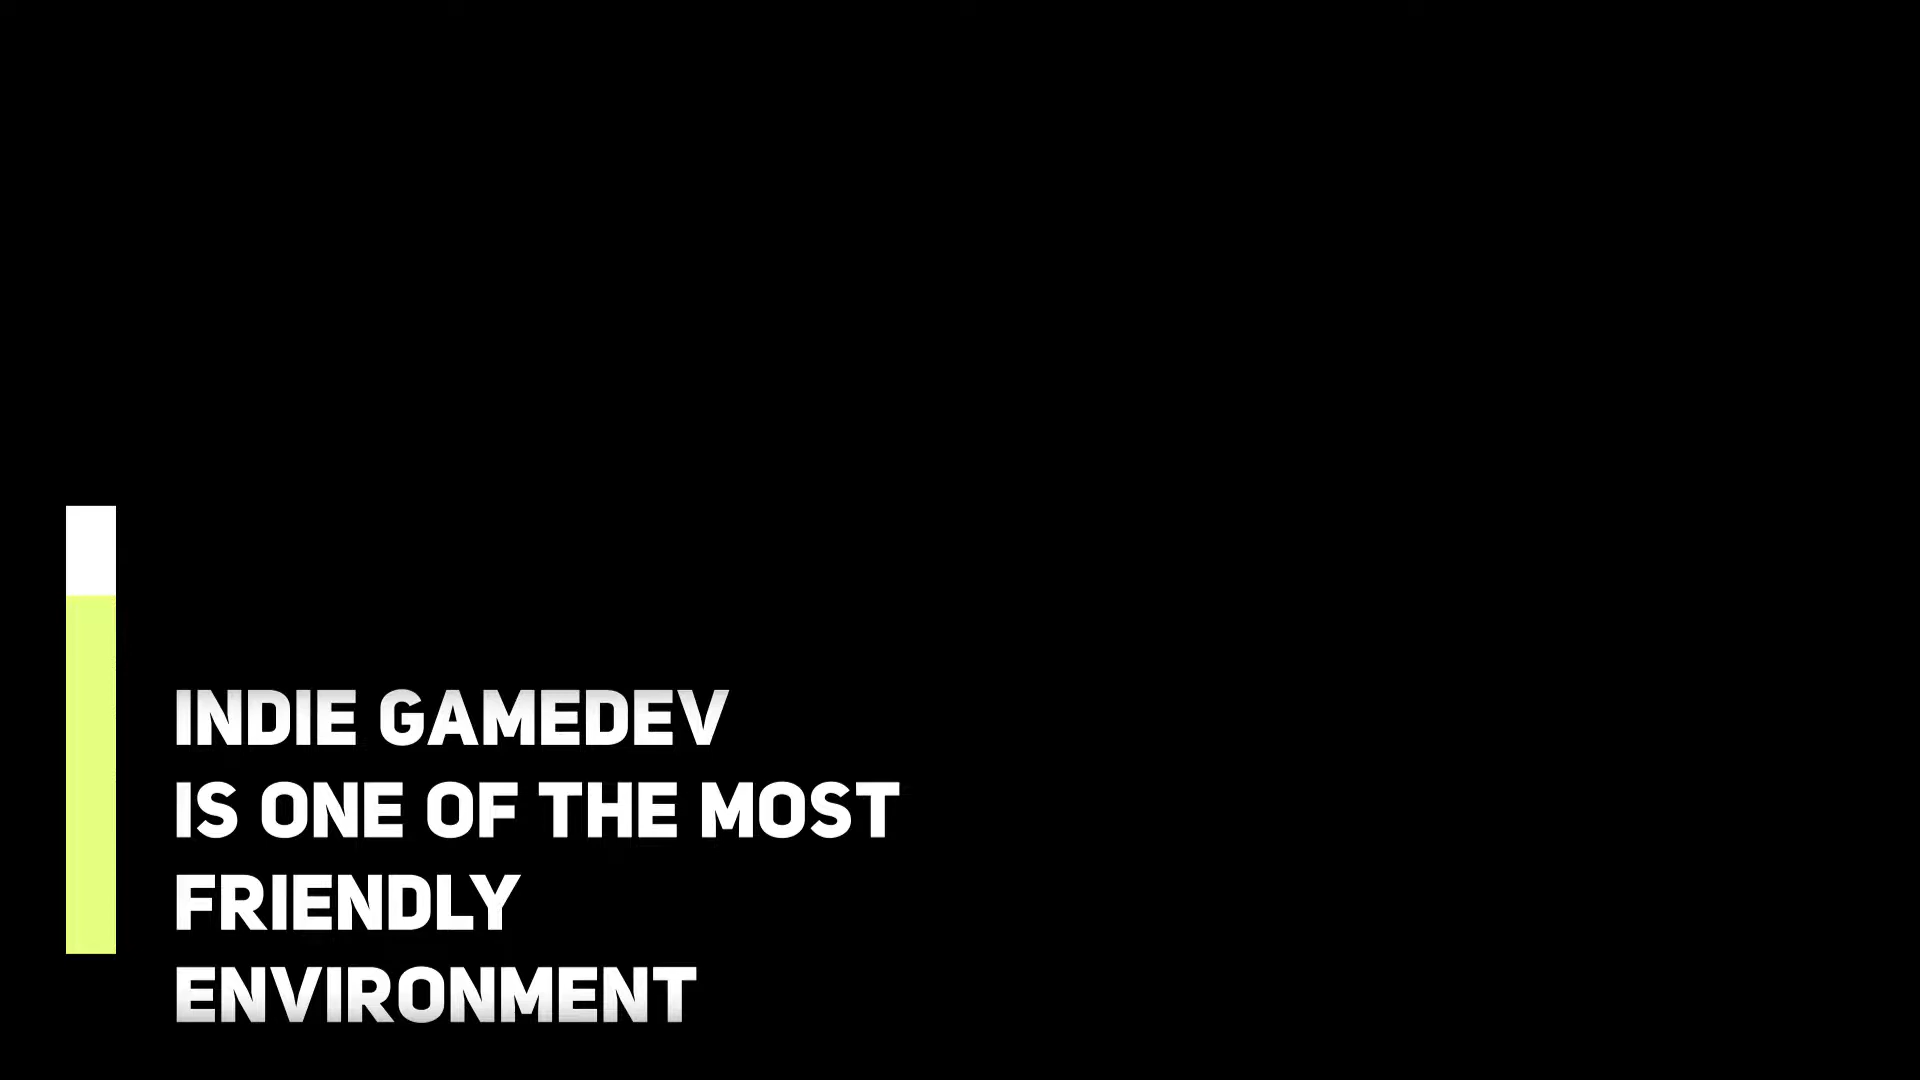 INDIE GAMEDEV
IS ONE OF THE MOST
FRIENDLY
ENVIRONMENT